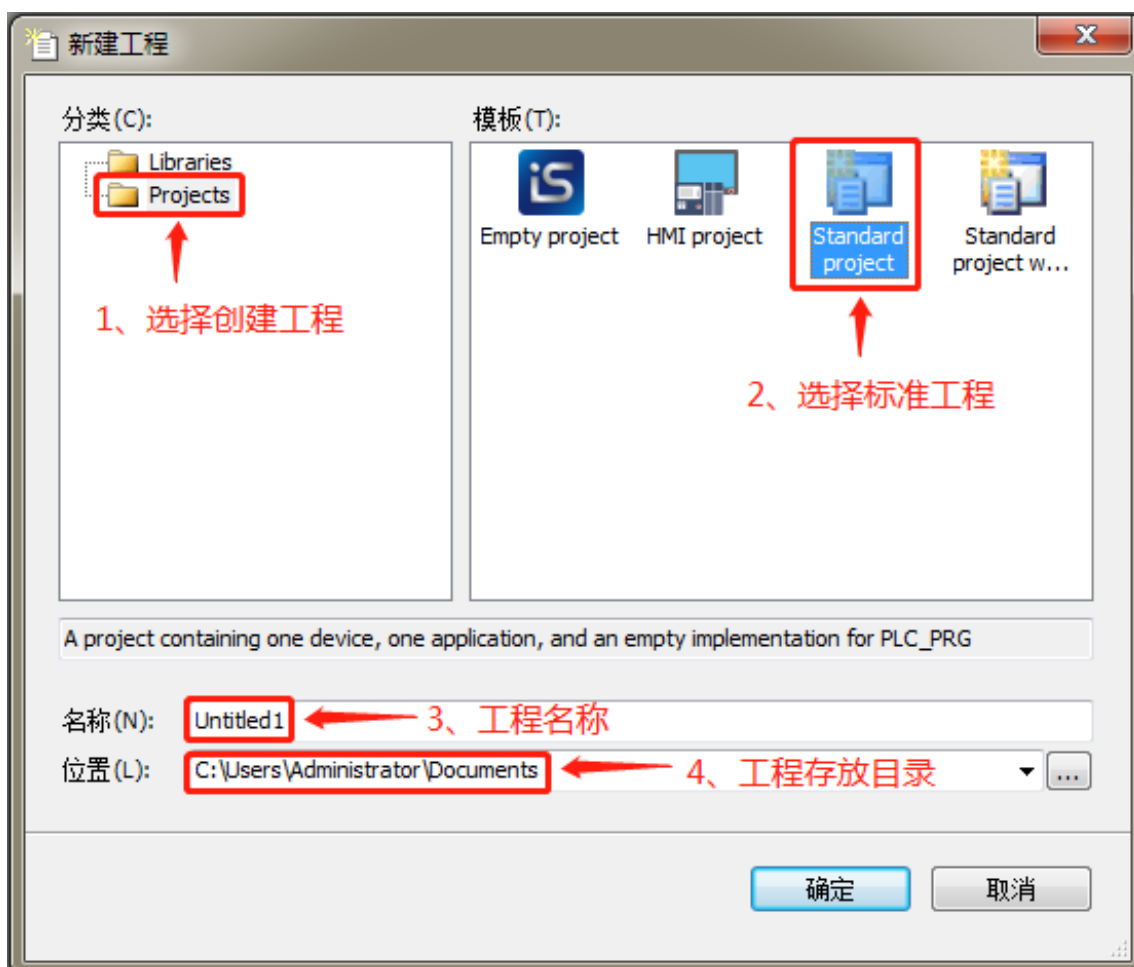 新建工程
分类(C):
模板(T):
Libraries
Projects
1、选择创建工程
iS
Empty project
HMI project
Standard
project
Standard
project w...
2、选择标准工程
A project containing one device, one application, and an empty implementation for PLC_PRG
名称(N): Untitled1 3、工程名称
位置(L): C:\Users\Administrator\Documents 4、工程存放目录 ...
确定 取消